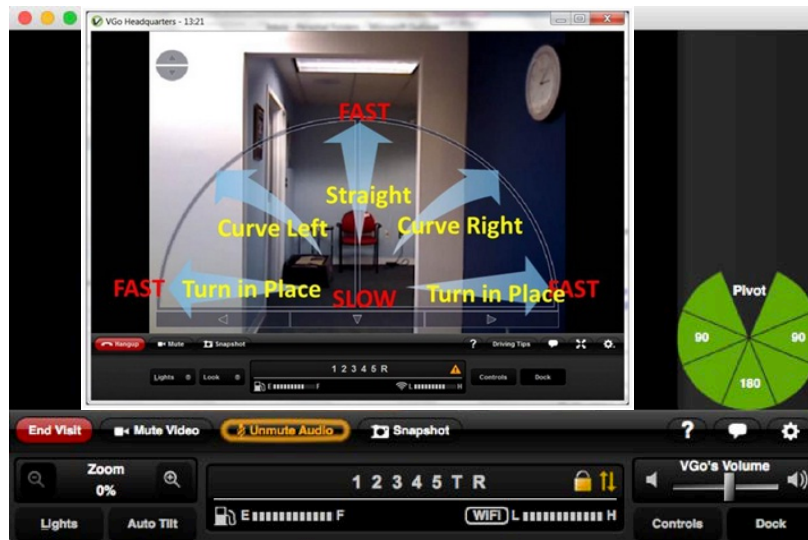 VGo Headquarters - 13:21
FAST
Straight
Curve Left
Curve Right
FAST
Turn in Place
SLOW
Turn in Place
FAST
Hangup
Mute
Snapshot
?
Driving Tips
Lights
Look
1 2 3 4 5 R
E F
L H
Controls
Dock
Pivot
90
90
180
End Visit
Mute Video
Unmute Audio
Snapshot
?
Zoom
0%
1 2 3 4 5 T R
VGo's Volume
Lights
Auto Tilt
E F
WIFI L H
Controls
Dock